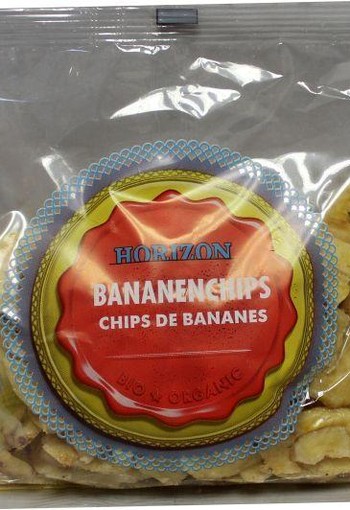 HORIZON
BANANENCHIPS
CHIPS DE BANANES
BIO ORGANIC